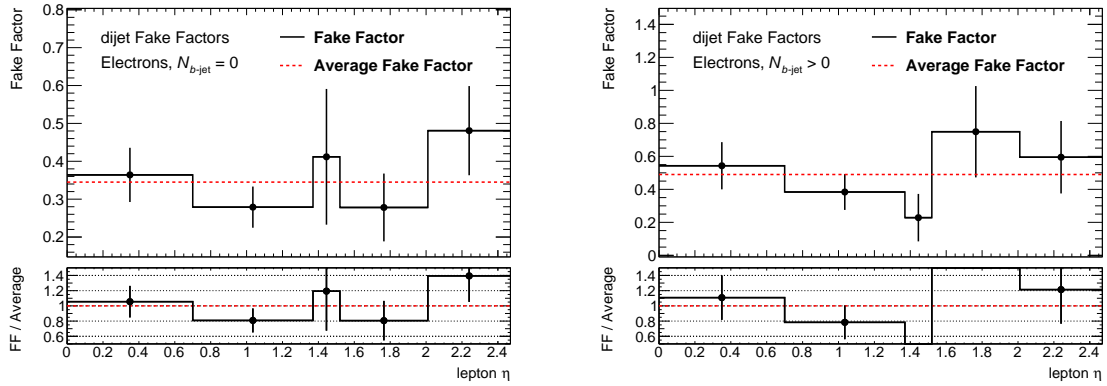 Fake Factor
0.8
0.7
0.6
0.5
0.4
0.3
0.2
dijet Fake Factors
Electrons, N_b-jet = 0
Fake Factor
Average Fake Factor
FF / Average
1.4
1.2
1
0.8
0.6
0 0.2 0.4 0.6 0.8 1 1.2 1.4 1.6 1.8 2 2.2 2.4
lepton η
Fake Factor
1.4
1.2
1
0.8
0.6
0.4
0.2
0
dijet Fake Factors
Electrons, N_b-jet > 0
Fake Factor
Average Fake Factor
FF / Average
1.4
1.2
1
0.8
0.6
0 0.2 0.4 0.6 0.8 1 1.2 1.4 1.6 1.8 2 2.2 2.4
lepton η